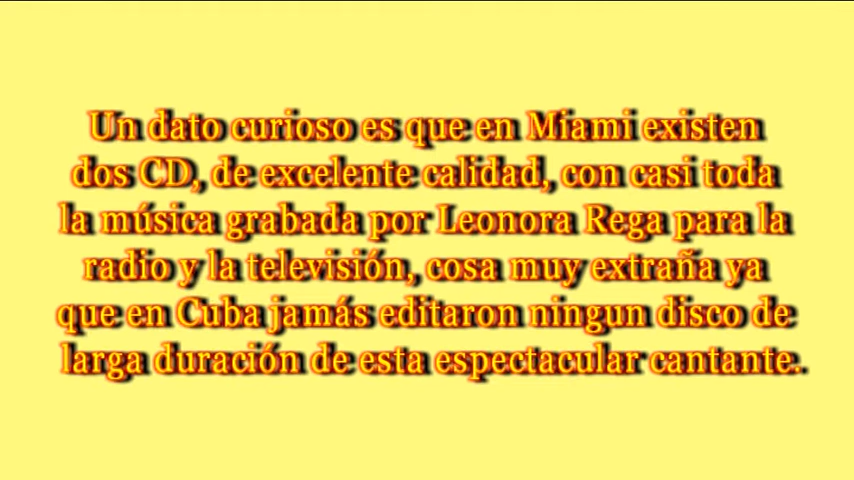 Un dato curioso es que en Miami existen
dos CD, de excelente calidad, con casi toda
la música grabada por Leonora Rega para la
radio y la televisión, cosa muy extraña ya
que en Cuba jamás editaron ningun disco de
larga duración de esta espectacular cantante..